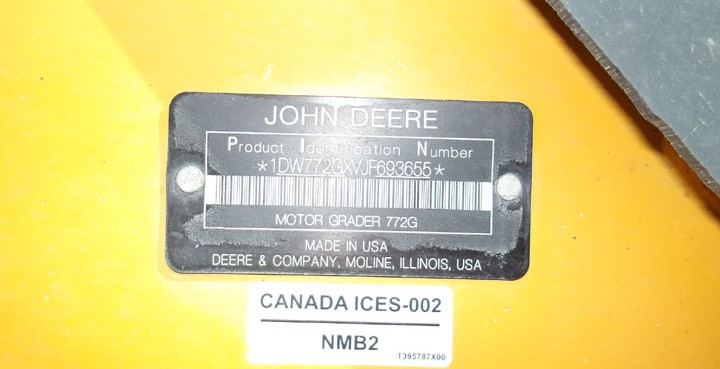 JOHN DEERE
Product Identification Number
*1DW772GXVJF693655*
MOTOR GRADER 772G
MADE IN USA
DEERE & COMPANY, MOLINE, ILLINOIS, USA
CANADA ICES-002
NMB2
T395787X00